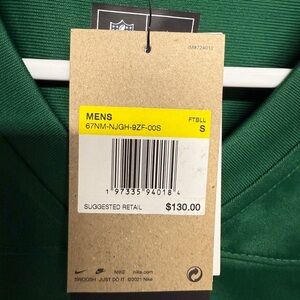 NFL
MENS
67NM-NJGH-9ZF-00S
FTBLL
S
1 97335 94018 4
SUGGESTED RETAIL
$130.00
SWOOSH JUST DO IT ©2021 Nike
Nike.com